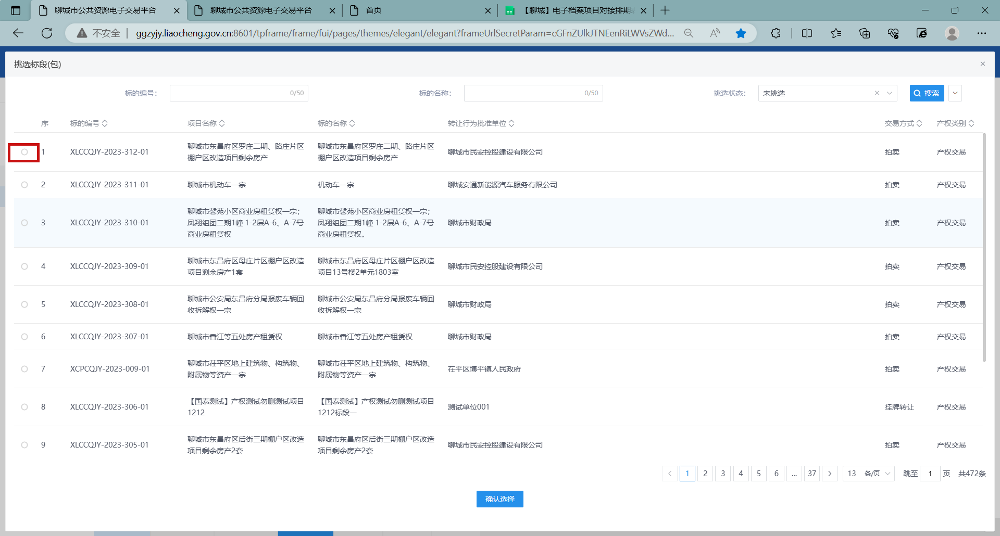 聊城市公共资源电子交易平台
聊城市公共资源电子交易平台
首页
【聊城】电子档案项目对接排期
不安全
ggzyjy.liaocheng.gov.cn:8601/tpframe/frame/fui/pages/themes/elegant/elegant?frameUrlSecretParam=cGFnZUlkJTNEenRiLWVsZWd...
挑选标段(包)
标的编号：
0/50
标的名称：
0/50
挑选状态：
未挑选
搜索
序
标的编号
项目名称
标的名称
转让行为批准单位
交易方式
产权类别
1
XLCCQJY-2023-312-01
聊城市东昌府区罗庄二期、路庄片区
棚户区改造项目剩余房产
聊城市东昌府区罗庄二期、路庄片区
棚户区改造项目剩余房产
聊城市民安控股建设有限公司
拍卖
产权交易
2
XLCCQJY-2023-311-01
聊城市机动车一宗
机动车一宗
聊城安通新能源汽车服务有限公司
拍卖
产权交易
3
XLCCQJY-2023-310-01
聊城市馨苑小区商业房租赁权一宗；
凤翔组团二期1幢 1-2层A-6、A-7号
商业房租赁权
聊城市馨苑小区商业房租赁权一宗；
凤翔组团二期1幢 1-2层A-6、A-7号
商业房租赁权。
聊城市财政局
拍卖
产权交易
4
XLCCQJY-2023-309-01
聊城市东昌府区母庄片区棚户区改造
项目剩余房产1套
聊城市东昌府区母庄片区棚户区改造
项目13号楼2单元1803室
聊城市民安控股建设有限公司
拍卖
产权交易
5
XLCCQJY-2023-308-01
聊城市公安局东昌府分局报废车辆回
收拆解权一宗
聊城市公安局东昌府分局报废车辆回
收拆解权一宗
聊城市财政局
拍卖
产权交易
6
XLCCQJY-2023-307-01
聊城市香江等五处房产租赁权
聊城市香江等五处房产租赁权
聊城市财政局
拍卖
产权交易
7
XCPCQJY-2023-009-01
聊城市茌平区地上建筑物、构筑物、
附属物等资产一宗
聊城市茌平区地上建筑物、构筑物、
附属物等资产一宗
茌平区博平镇人民政府
拍卖
产权交易
8
XLCCQJY-2023-306-01
【国泰测试】产权测试勿删测试项目
1212
【国泰测试】产权测试勿删测试项目
1212标段一
测试单位001
挂牌转让
产权交易
9
XLCCQJY-2023-305-01
聊城市东昌府区后街三期棚户区改造
项目剩余房产2套
聊城市东昌府区后街三期棚户区改造
项目剩余房产2套
聊城市民安控股建设有限公司
拍卖
产权交易
1 2 3 4 5 6 ... 37 13 条/页 跳至 1 页 共472条
确认选择